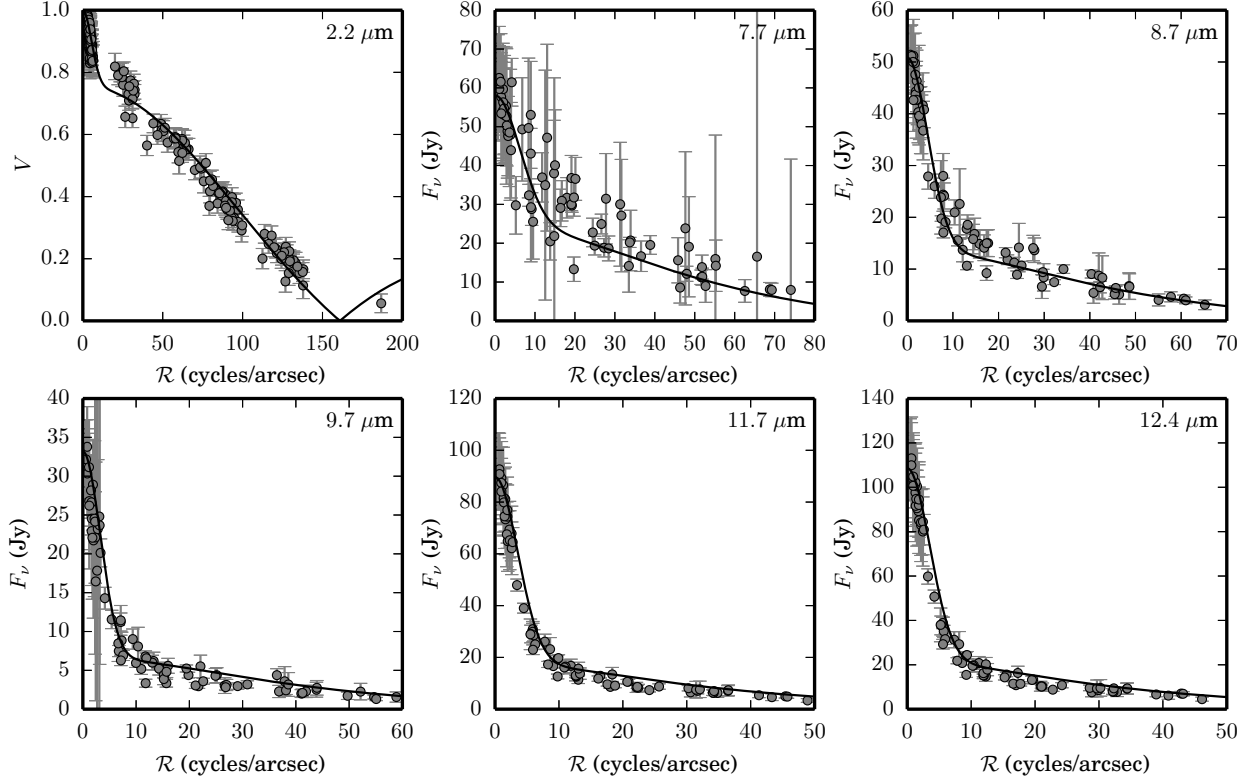 2.2 μm
V
1.0
0.8
0.6
0.4
0.2
0.0
0 50 100 150 200
R (cycles/arcsec)
7.7 μm
F_ν (Jy)
80
70
60
50
40
30
20
10
0
0 10 20 30 40 50 60 70 80
R (cycles/arcsec)
8.7 μm
F_ν (Jy)
60
50
40
30
20
10
0
0 10 20 30 40 50 60 70
R (cycles/arcsec)
9.7 μm
F_ν (Jy)
40
35
30
25
20
15
10
5
0
0 10 20 30 40 50 60
R (cycles/arcsec)
11.7 μm
F_ν (Jy)
120
100
80
60
40
20
0
0 10 20 30 40 50
R (cycles/arcsec)
12.4 μm
F_ν (Jy)
140
120
100
80
60
40
20
0
0 10 20 30 40 50
R (cycles/arcsec)